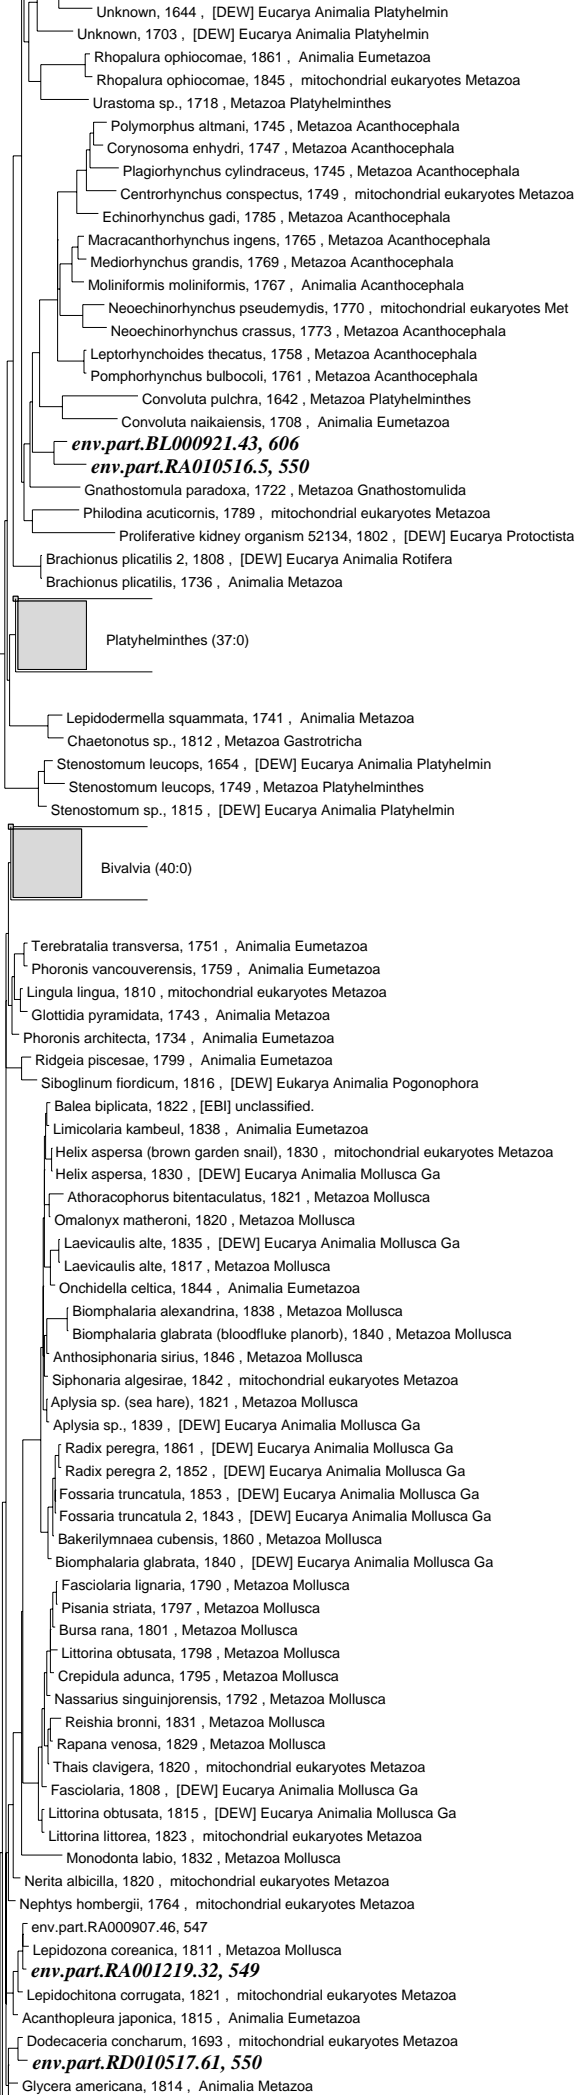 Unknown, 1644 ,  [DEW] Eucarya Animalia Platyhelmin
Unknown, 1703 ,  [DEW] Eucarya Animalia Platyhelmin
Rhopalura ophiocomae, 1861 ,  Animalia Eumetazoa
Rhopalura ophiocomae, 1845 ,  mitochondrial eukaryotes Metazoa
Urastoma sp., 1718 , Metazoa Platyhelminthes
Polymorphus altmani, 1745 , Metazoa Acanthocephala
Corynosoma enhydri, 1747 , Metazoa Acanthocephala
Plagiorhynchus cylindraceus, 1745 , Metazoa Acanthocephala
Centrorhynchus conspectus, 1749 ,  mitochondrial eukaryotes Metazoa
Echinorhynchus gadi, 1785 , Metazoa Acanthocephala
Macracanthorhynchus ingens, 1765 , Metazoa Acanthocephala
Mediorhynchus grandis, 1769 , Metazoa Acanthocephala
Moliniformis moliniformis, 1767 ,  Animalia Acanthocephala
Neoechinorhynchus pseudemydis, 1770 ,  mitochondrial eukaryotes Met
Neoechinorhynchus crassus, 1773 , Metazoa Acanthocephala
Leptorhynchoides thecatus, 1758 , Metazoa Acanthocephala
Pomphorhynchus bulbocoli, 1761 , Metazoa Acanthocephala
Convoluta pulchra, 1642 , Metazoa Platyhelminthes
Convoluta naikaiensis, 1708 ,  Animalia Eumetazoa
env.part.BL000921.43, 606
env.part.RA010516.5, 550
Gnathostomula paradoxa, 1722 , Metazoa Gnathostomulida
Philodina acuticornis, 1789 ,  mitochondrial eukaryotes Metazoa
Proliferative kidney organism 52134, 1802 ,  [DEW] Eucarya Protoctista
Brachionus plicatilis 2, 1808 ,  [DEW] Eucarya Animalia Rotifera
Brachionus plicatilis, 1736 ,  Animalia Metazoa
Platyhelminthes (37:0)
Lepidodermella squammata, 1741 ,  Animalia Metazoa
Chaetonotus sp., 1812 , Metazoa Gastrotricha
Stenostomum leucops, 1654 ,  [DEW] Eucarya Animalia Platyhelmin
Stenostomum leucops, 1749 , Metazoa Platyhelminthes
Stenostomum sp., 1815 ,  [DEW] Eucarya Animalia Platyhelmin
Bivalvia (40:0)
Terebratalia transversa, 1751 ,  Animalia Eumetazoa
Phoronis vancouverensis, 1759 ,  Animalia Eumetazoa
Lingula lingua, 1810 , mitochondrial eukaryotes Metazoa
Glottidia pyramidata, 1743 ,  Animalia Metazoa
Phoronis architecta, 1734 ,  Animalia Eumetazoa
Ridgeia piscesae, 1799 ,  Animalia Eumetazoa
Siboglinum fiordicum, 1816 ,  [DEW] Eukarya Animalia Pogonophora
Balea biplicata, 1822 , [EBI] unclassified.
Limicolaria kambeul, 1838 ,  Animalia Eumetazoa
Helix aspersa (brown garden snail), 1830 ,  mitochondrial eukaryotes Metazoa
Helix aspersa, 1830 ,  [DEW] Eucarya Animalia Mollusca Ga
Athoracophorus bitentaculatus, 1821 , Metazoa Mollusca
Omalonyx matheroni, 1820 , Metazoa Mollusca
Laevicaulis alte, 1835 ,  [DEW] Eucarya Animalia Mollusca Ga
Laevicaulis alte, 1817 , Metazoa Mollusca
Onchidella celtica, 1844 ,  Animalia Eumetazoa
Biomphalaria alexandrina, 1838 , Metazoa Mollusca
Biomphalaria glabrata (bloodfluke planorb), 1840 , Metazoa Mollusca
Anthosiphonaria sirius, 1846 , Metazoa Mollusca
Siphonaria algesirae, 1842 ,  mitochondrial eukaryotes Metazoa
Aplysia sp. (sea hare), 1821 , Metazoa Mollusca
Aplysia sp., 1839 ,  [DEW] Eucarya Animalia Mollusca Ga
Radix peregra, 1861 ,  [DEW] Eucarya Animalia Mollusca Ga
Radix peregra 2, 1852 ,  [DEW] Eucarya Animalia Mollusca Ga
Fossaria truncatula, 1853 ,  [DEW] Eucarya Animalia Mollusca Ga
Fossaria truncatula 2, 1843 ,  [DEW] Eucarya Animalia Mollusca Ga
Bakerilymnaea cubensis, 1860 , Metazoa Mollusca
Biomphalaria glabrata, 1840 ,  [DEW] Eucarya Animalia Mollusca Ga
Fasciolaria lignaria, 1790 , Metazoa Mollusca
Pisania striata, 1797 , Metazoa Mollusca
Bursa rana, 1801 , Metazoa Mollusca
Littorina obtusata, 1798 , Metazoa Mollusca
Crepidula adunca, 1795 , Metazoa Mollusca
Nassarius singuinjorensis, 1792 , Metazoa Mollusca
Reishia bronni, 1831 , Metazoa Mollusca
Rapana venosa, 1829 , Metazoa Mollusca
Thais clavigera, 1820 ,  mitochondrial eukaryotes Metazoa
Fasciolaria, 1808 ,  [DEW] Eucarya Animalia Mollusca Ga
Littorina obtusata, 1815 ,  [DEW] Eucarya Animalia Mollusca Ga
Littorina littorea, 1823 ,  mitochondrial eukaryotes Metazoa
Monodonta labio, 1832 , Metazoa Mollusca
Nerita albicilla, 1820 ,  mitochondrial eukaryotes Metazoa
Nephtys hombergii, 1764 ,  mitochondrial eukaryotes Metazoa
env.part.RA000907.46, 547
Lepidozona coreanica, 1811 , Metazoa Mollusca
env.part.RA001219.32, 549
Lepidochitona corrugata, 1821 ,  mitochondrial eukaryotes Metazoa
Acanthopleura japonica, 1815 ,  Animalia Eumetazoa
Dodecaceria concharum, 1693 ,  mitochondrial eukaryotes Metazoa
env.part.RD010517.61, 550
Glycera americana, 1814 ,  Animalia Metazoa